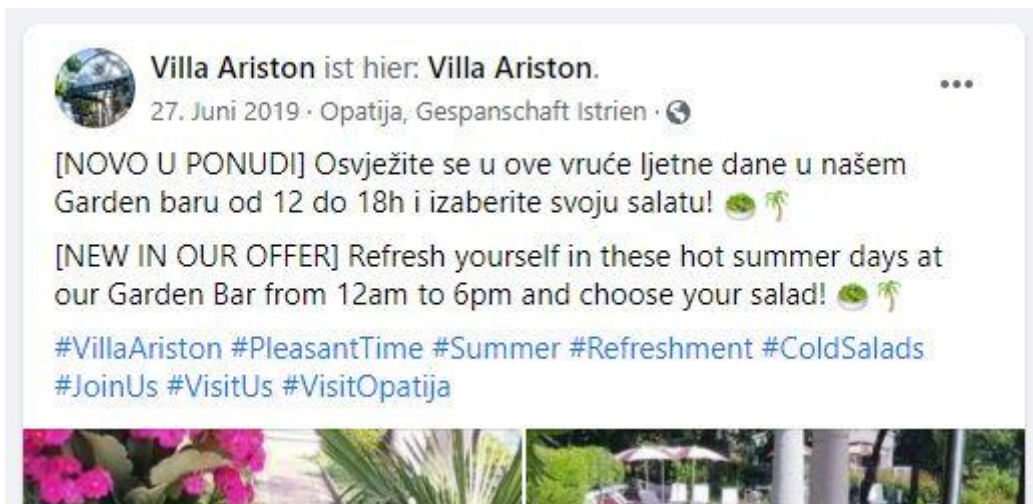 Villa Ariston ist hier: Villa Ariston.
27. Juni 2019 · Opatija, Gespanschaft Istrien ·
[NOVO U PONUDI] Osvježite se u ove vruće ljetne dane u našem
Garden baru od 12 do 18h i izaberite svoju salatu! 🥗🌴
[NEW IN OUR OFFER] Refresh yourself in these hot summer days at
our Garden Bar from 12am to 6pm and choose your salad! 🥗🌴
#VillaAriston #PleasantTime #Summer #Refreshment #ColdSalads
#JoinUs #VisitUs #VisitOpatija